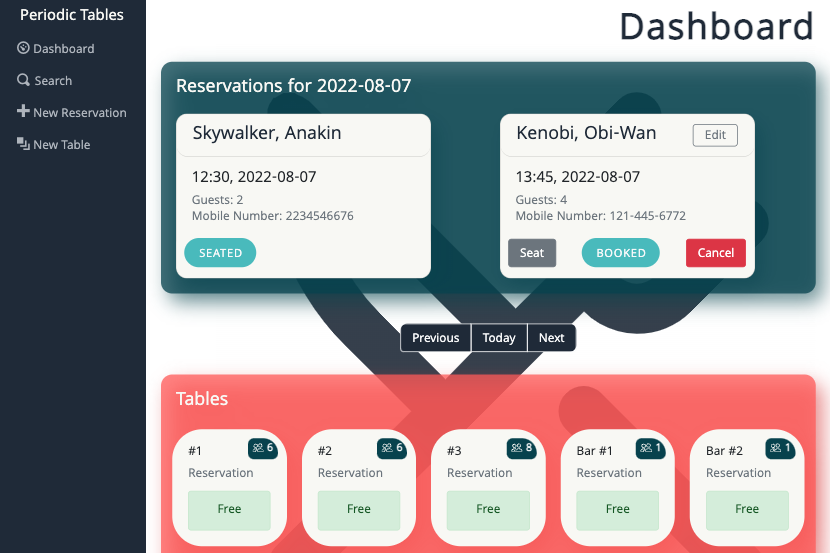 Periodic Tables
Dashboard
Search
New Reservation
New Table
Dashboard
Reservations for 2022-08-07
Skywalker, Anakin
12:30, 2022-08-07
Guests: 2
Mobile Number: 2234546676
SEATED
Kenobi, Obi-Wan Edit
13:45, 2022-08-07
Guests: 4
Mobile Number: 121-445-6772
Seat BOOKED Cancel
Previous Today Next
Tables
#1 6
Reservation
Free
#2 6
Reservation
Free
#3 8
Reservation
Free
Bar #1 1
Reservation
Free
Bar #2 1
Reservation
Free